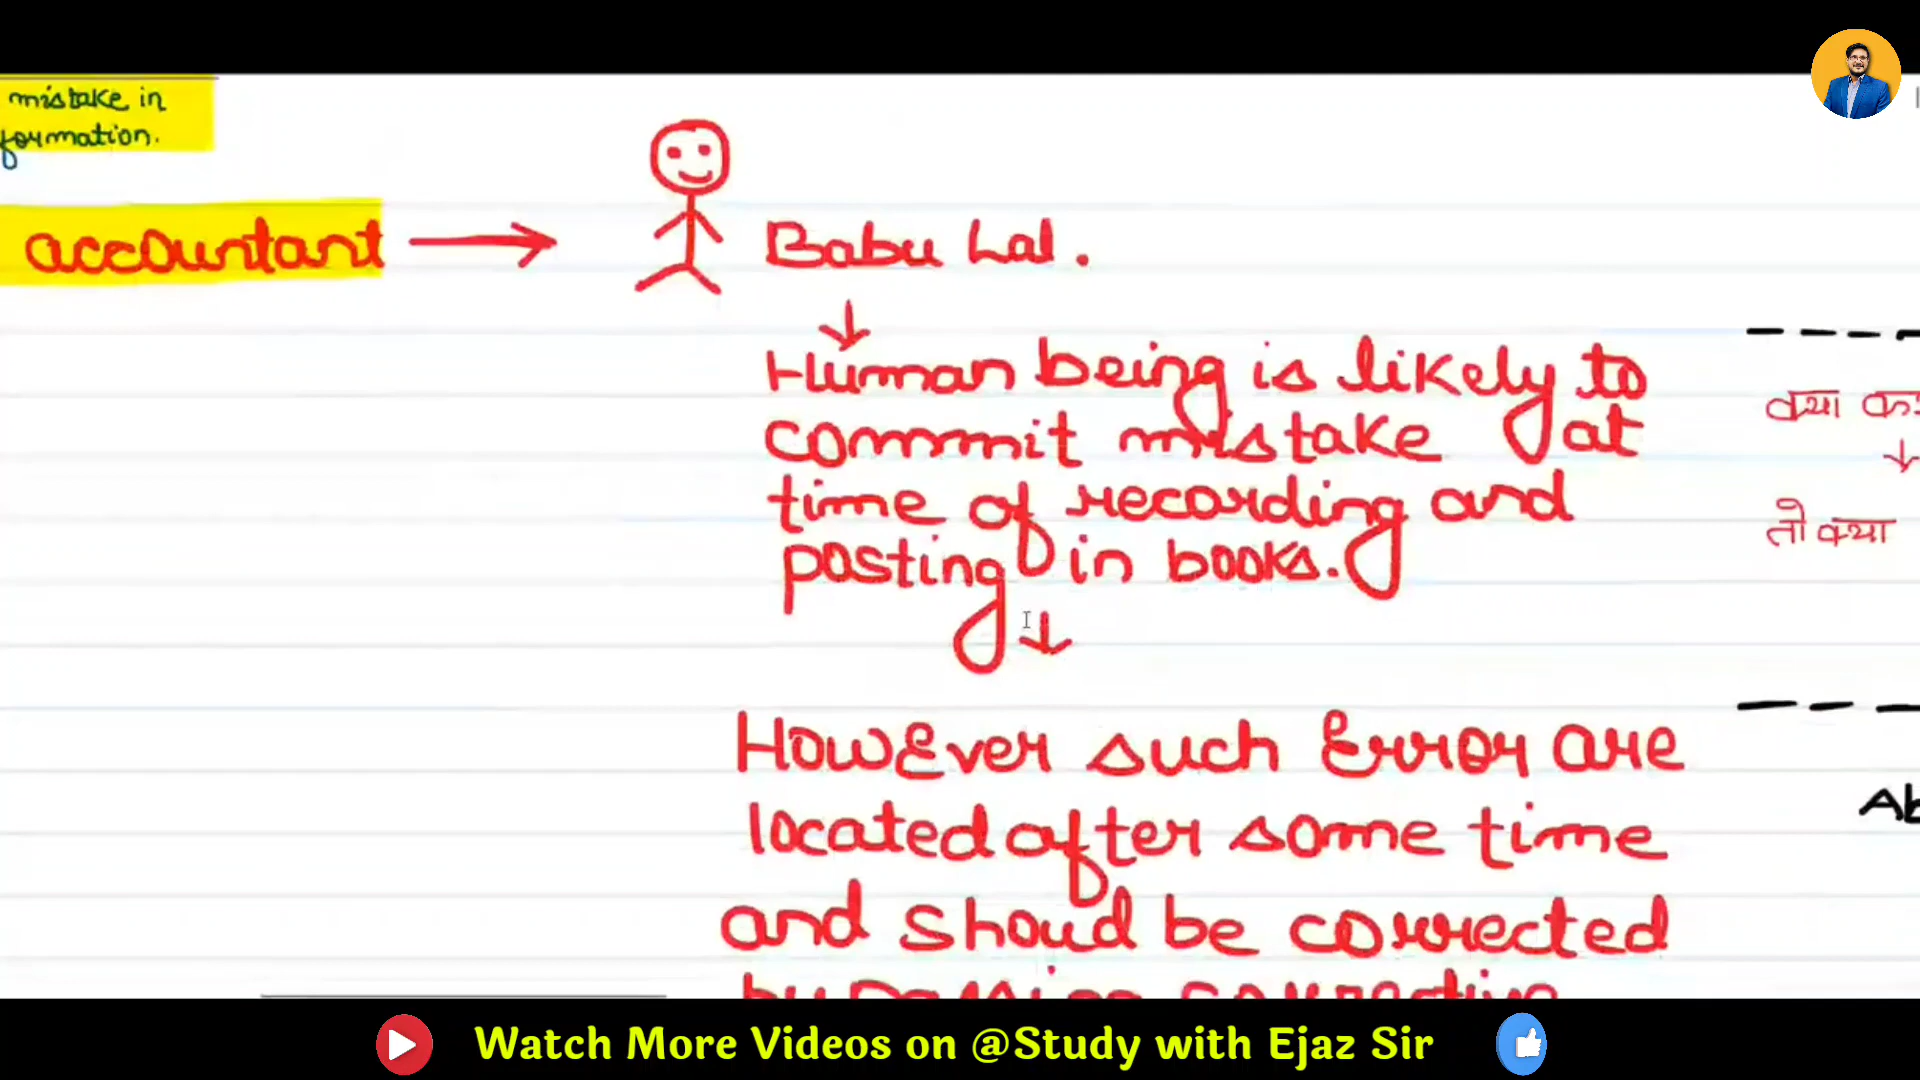 mistake in
formation.
accountant
Babu Lal.
Human being is likely to
commit mistake at
time of recording and
posting in books.
क्या
तो क्या
However such Error are
located after some time
and shoud be corrected
Ab
Watch More Videos on @Study with Ejaz Sir